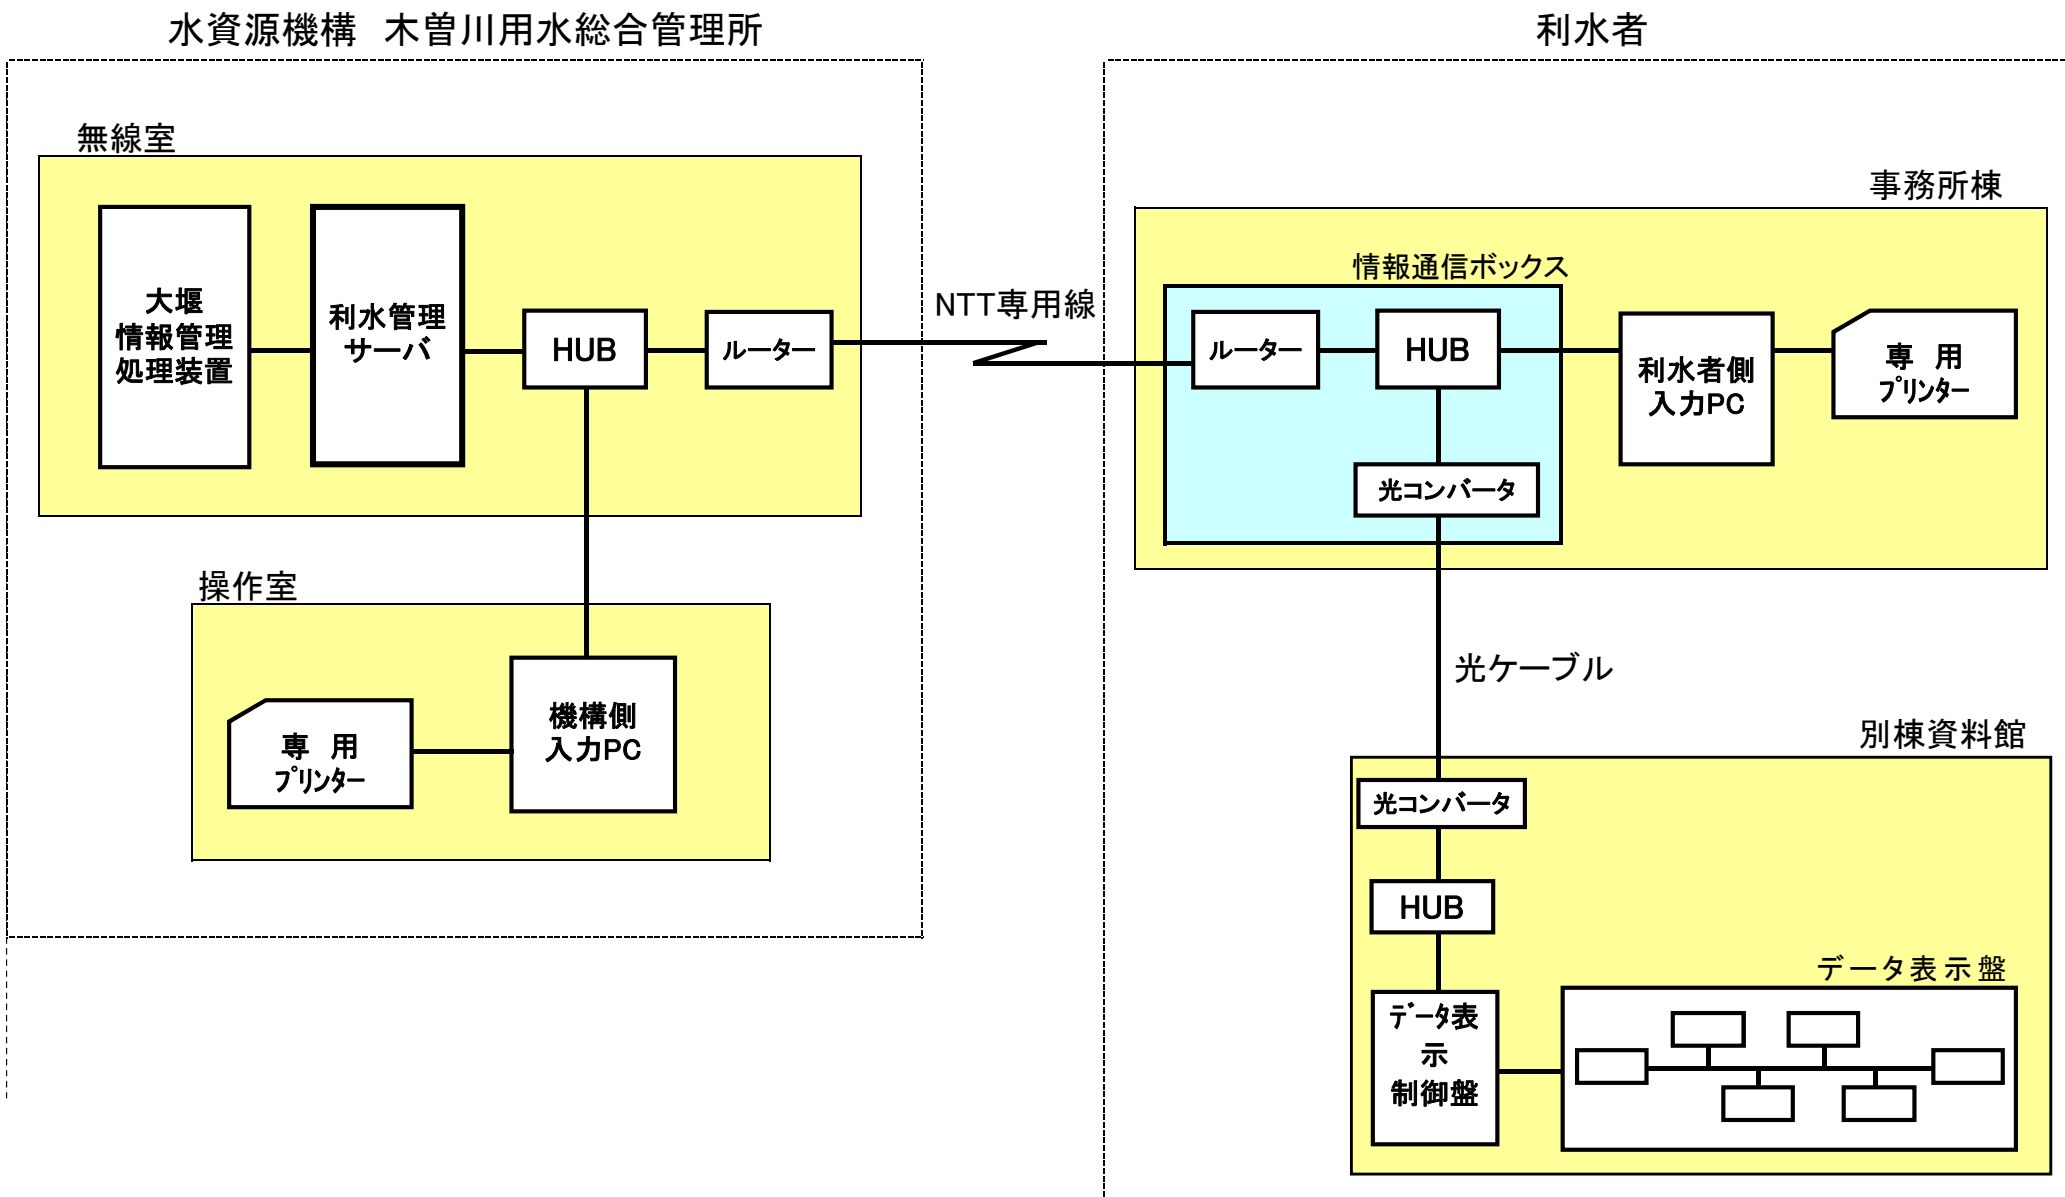 水資源機構　木曽川用水総合管理所
利水者
無線室
大堰
情報管理
処理装置
利水管理
サーバ
HUB
ルーター
NTT専用線
操作室
専　用
プリンター
機構側
入力PC
事務所棟
情報通信ボックス
ルーター
HUB
光コンバータ
利水者側
入力PC
専　用
プリンター
光ケーブル
別棟資料館
光コンバータ
HUB
データ表
示
制御盤
データ表示盤